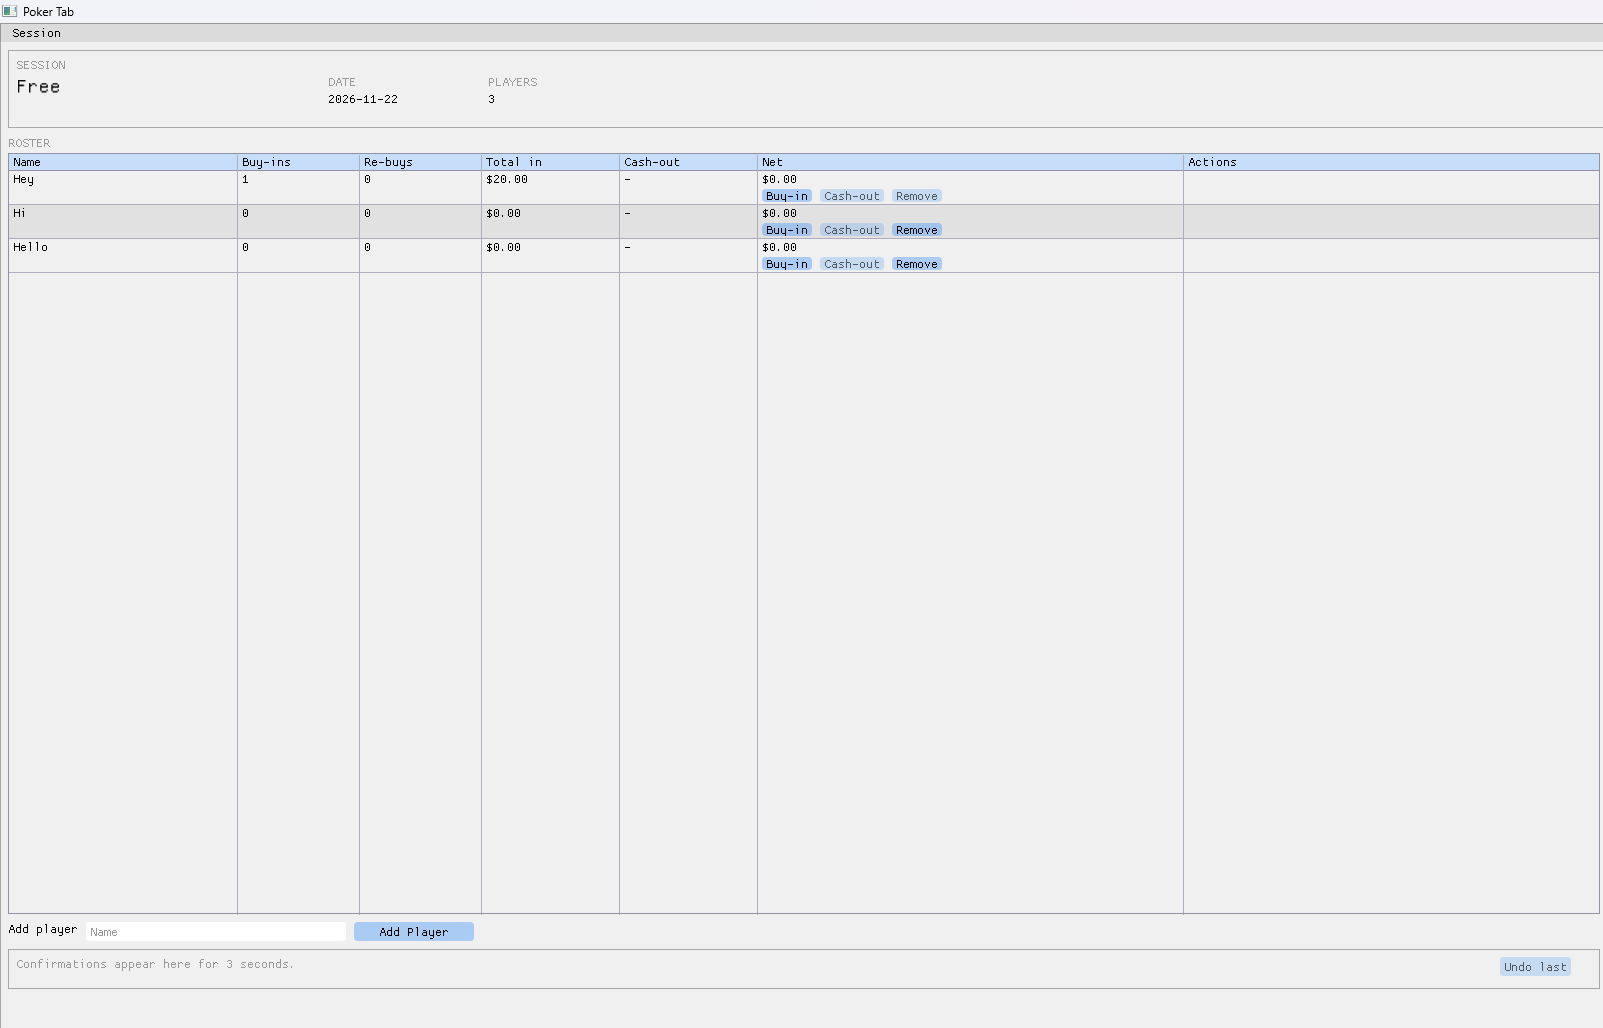 Poker Tab
Session
SESSION
Free
DATE
2026-11-22
PLAYERS
3
ROSTER
Name Buy-ins Re-buys Total in Cash-out Net Actions
Hey 1 0 $20.00 - $0.00
Buy-in Cash-out Remove
Hi 0 0 $0.00 - $0.00
Buy-in Cash-out Remove
Hello 0 0 $0.00 - $0.00
Buy-in Cash-out Remove
Add player Name Add Player
Confirmations appear here for 3 seconds. Undo last